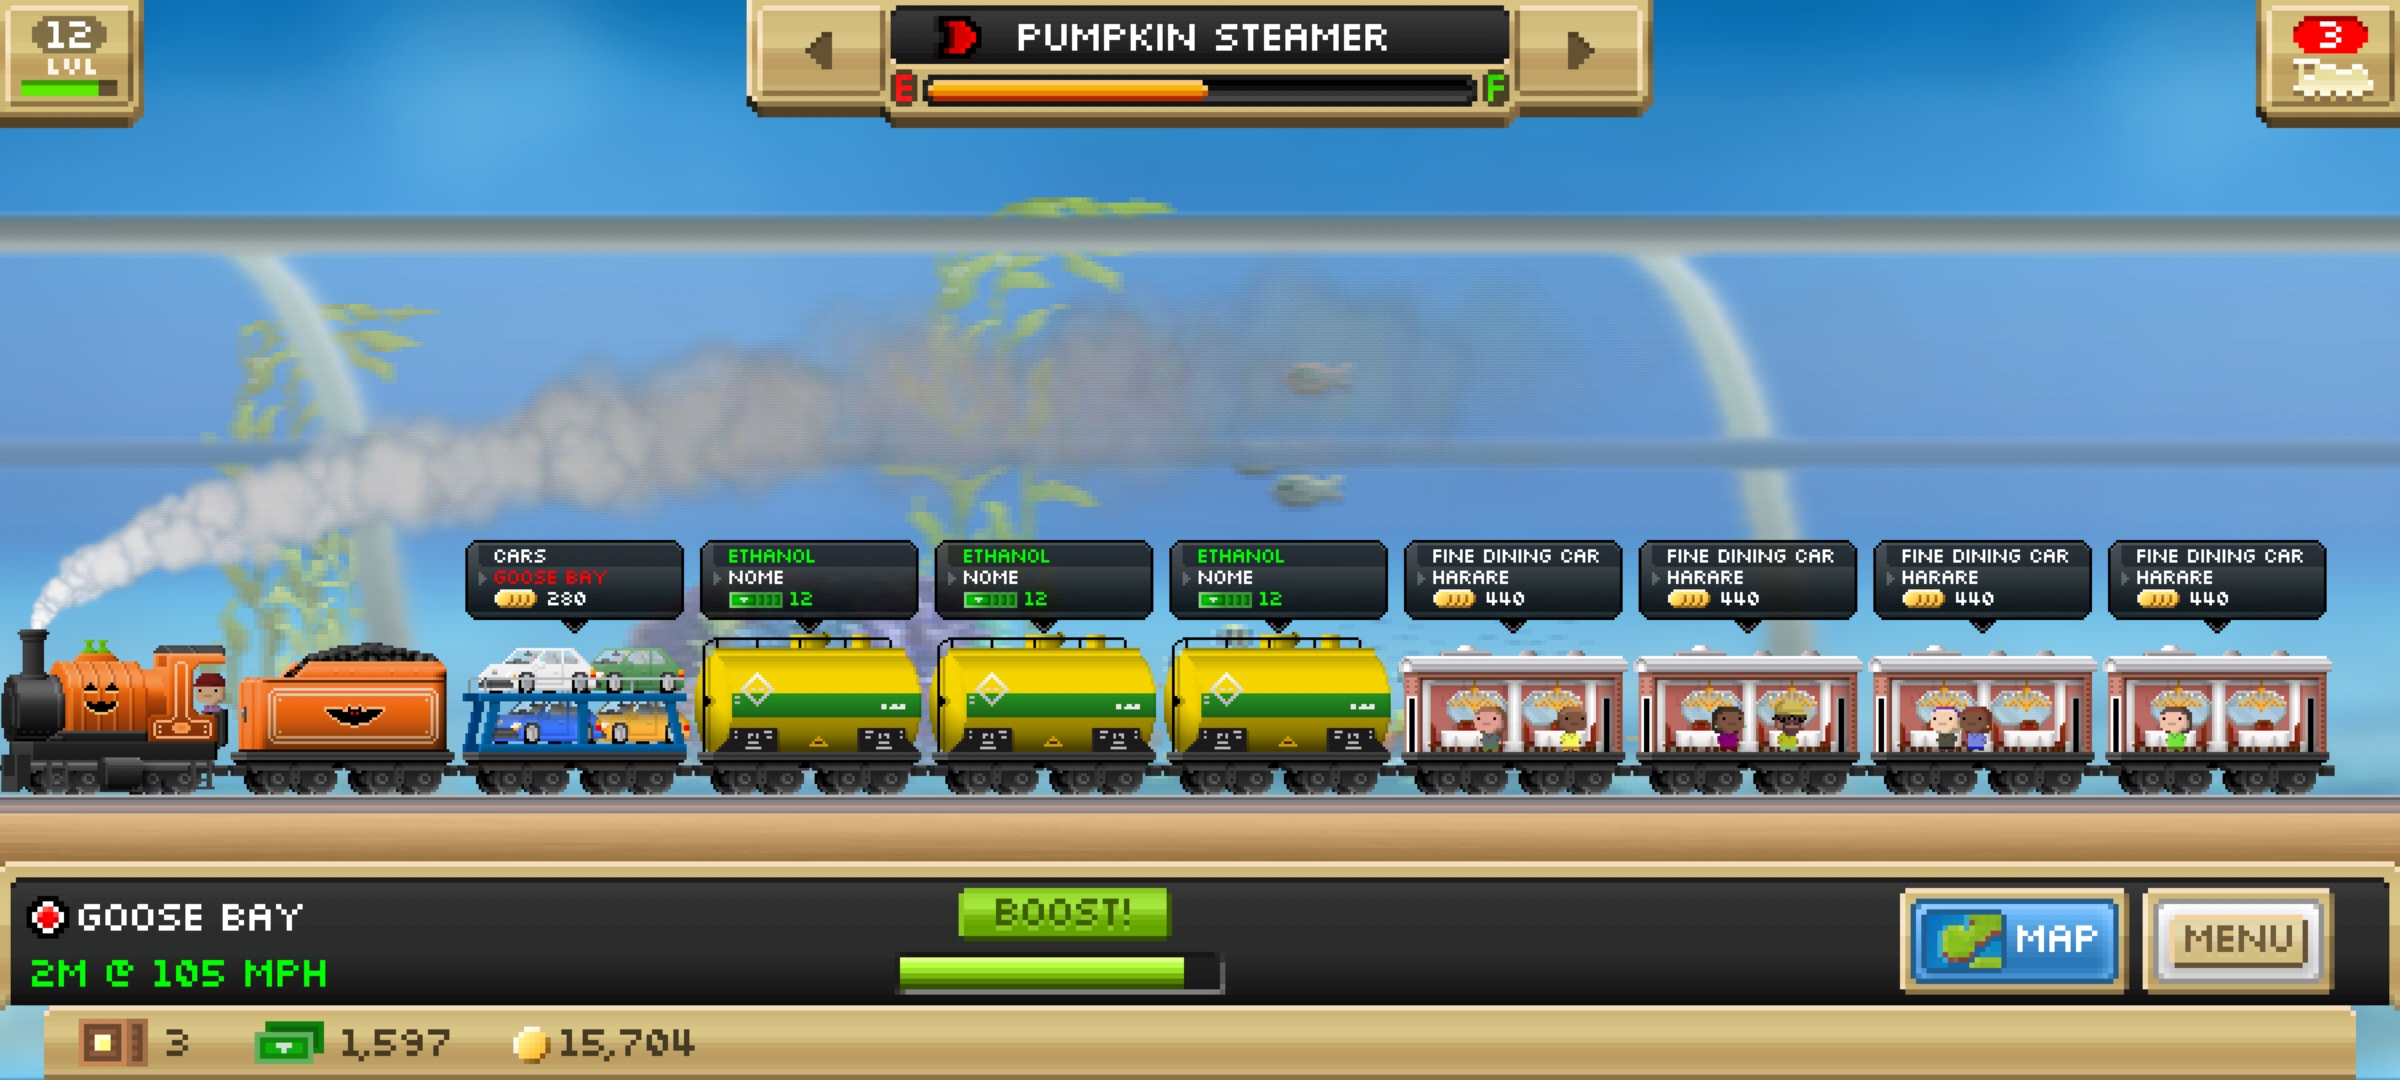 12
LVL
PUMPKIN STEAMER
E F
3
CARS
GOOSE BAY
280
ETHANOL
NOME
12
ETHANOL
NOME
12
ETHANOL
NOME
12
FINE DINING CAR
HARARE
440
FINE DINING CAR
HARARE
440
FINE DINING CAR
HARARE
440
FINE DINING CAR
HARARE
440
GOOSE BAY
2M @ 105 MPH
BOOST!
MAP
MENU
3
1,597
15,704